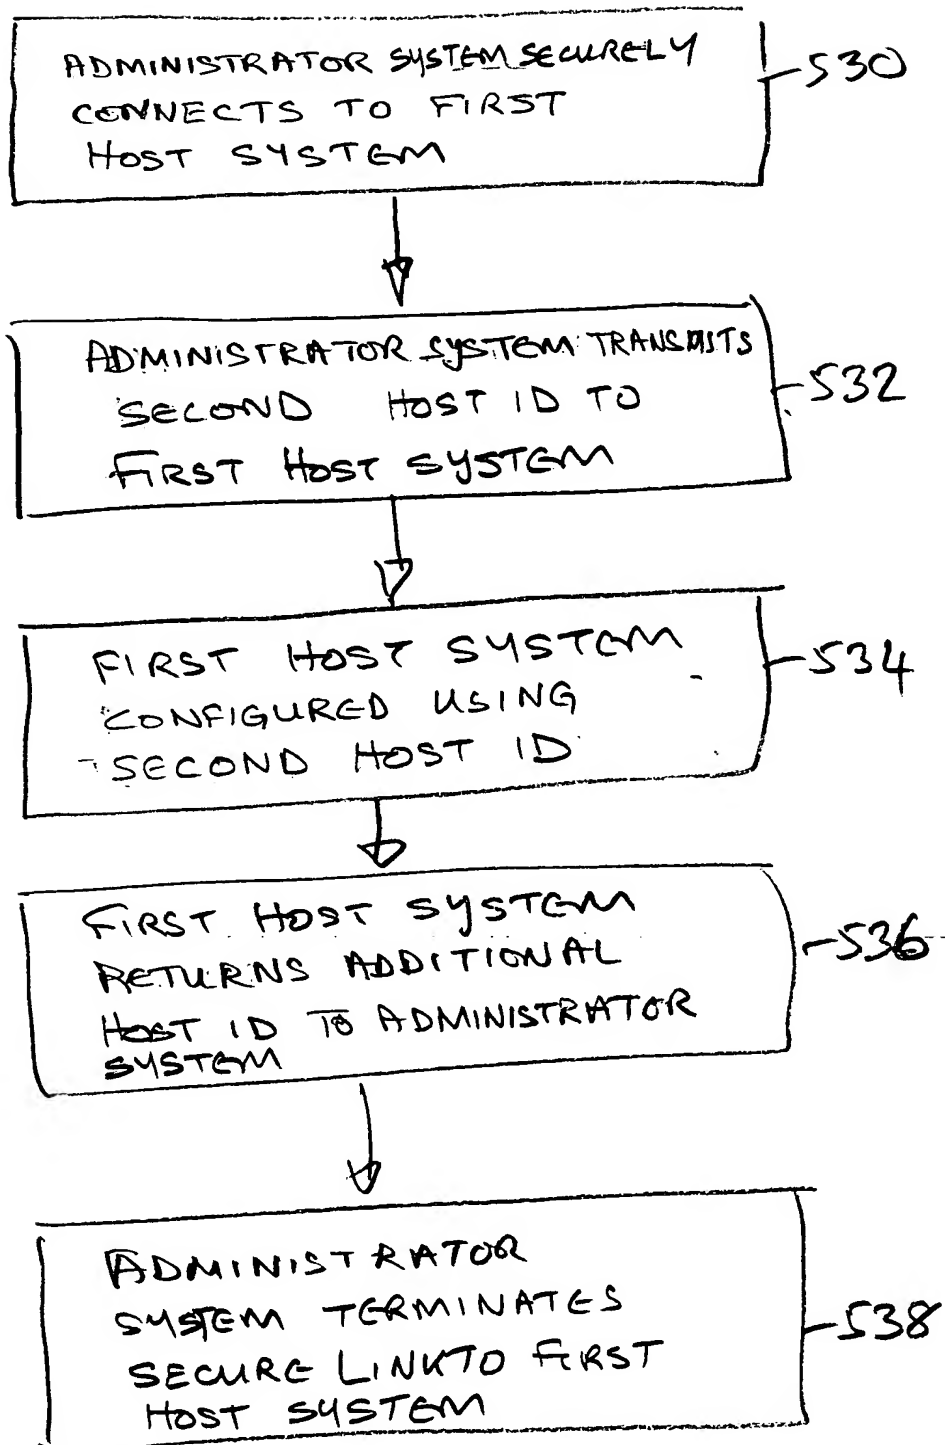 ADMINISTRATOR SYSTEM SECURELY
CONNECTS TO FIRST
HOST SYSTEM
530
ADMINISTRATOR SYSTEM TRANSMITS
SECOND HOST ID TO
FIRST HOST SYSTEM
532
FIRST HOST SYSTEM
CONFIGURED USING
SECOND HOST ID
534
FIRST HOST SYSTEM
RETURNS ADDITIONAL
HOST ID TO ADMINISTRATOR
SYSTEM
536
ADMINISTRATOR
SYSTEM TERMINATES
SECURE LINK TO FIRST
HOST SYSTEM
538